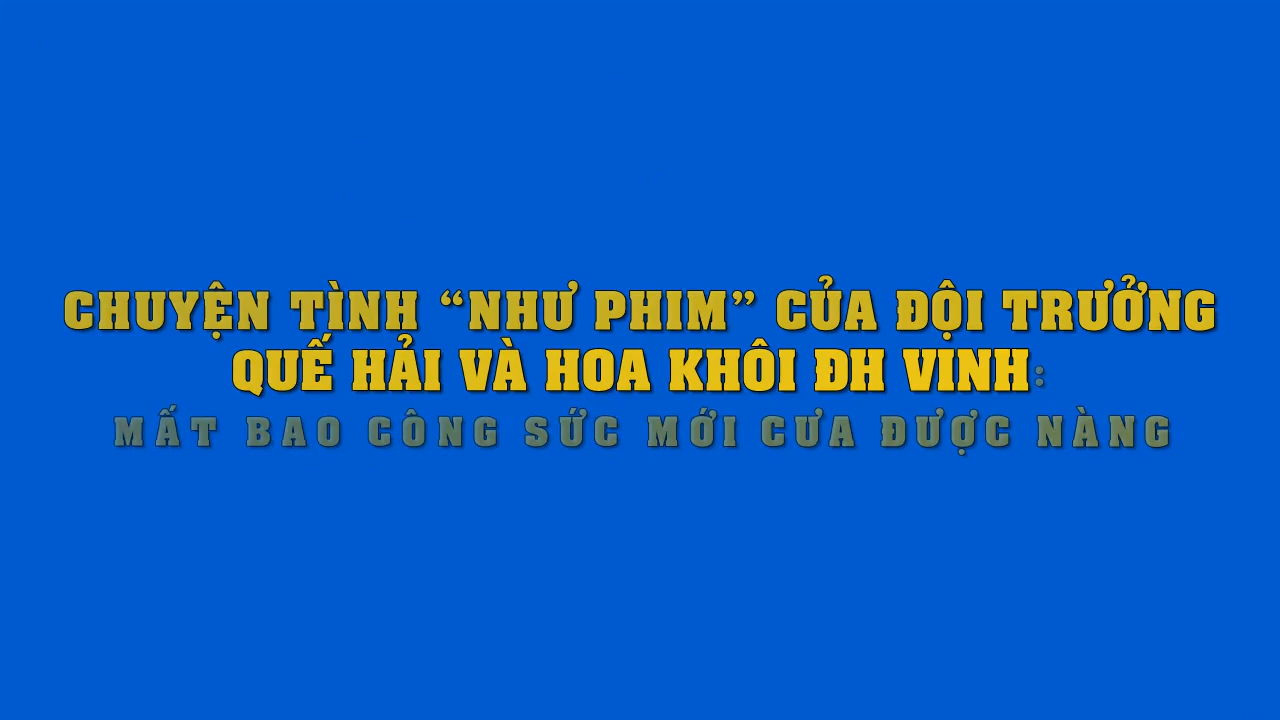 CHUYỆN TÌNH “NHƯ PHIM” CỦA ĐỘI TRƯỞNG
QUẾ HẢI VÀ HOA KHÔI ĐH VINH:
MẤT BAO CÔNG SỨC MỚI CƯA ĐƯỢC NÀNG